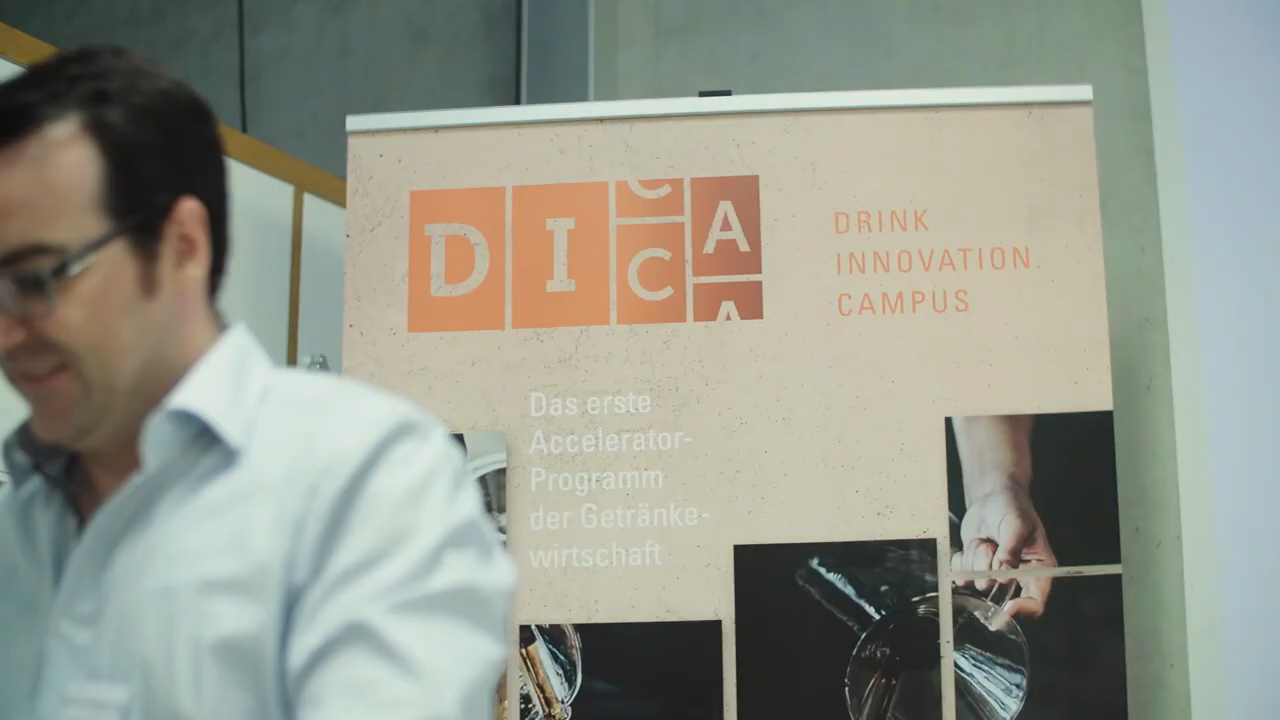 DICA
DRINK
INNOVATION
CAMPUS
Das erste
Accelerator-
Programm
der Getränke-
wirtschaft